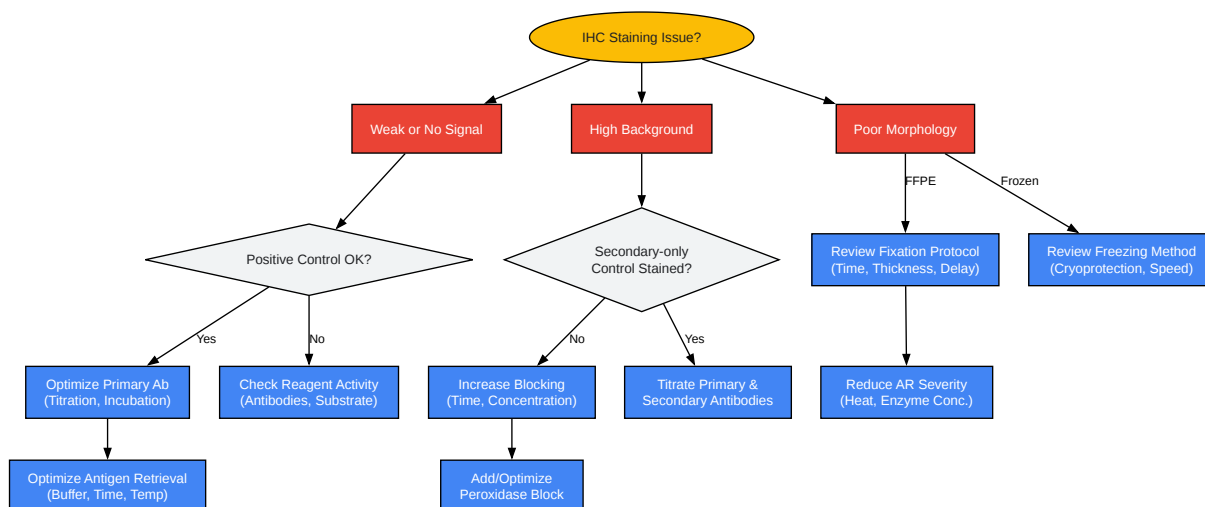 IHC Staining Issue?
Weak or No Signal
High Background
Poor Morphology
FFPE
Frozen
Positive Control OK?
Secondary-only
Control Stained?
Review Fixation Protocol
(Time, Thickness, Delay)
Review Freezing Method
(Cryoprotection, Speed)
Yes
No
No
Yes
Optimize Primary Ab
(Titration, Incubation)
Check Reagent Activity
(Antibodies, Substrate)
Increase Blocking
(Time, Concentration)
Titrate Primary &
Secondary Antibodies
Reduce AR Severity
(Heat, Enzyme Conc.)
Optimize Antigen Retrieval
(Buffer, Time, Temp)
Add/Optimize
Peroxidase Block